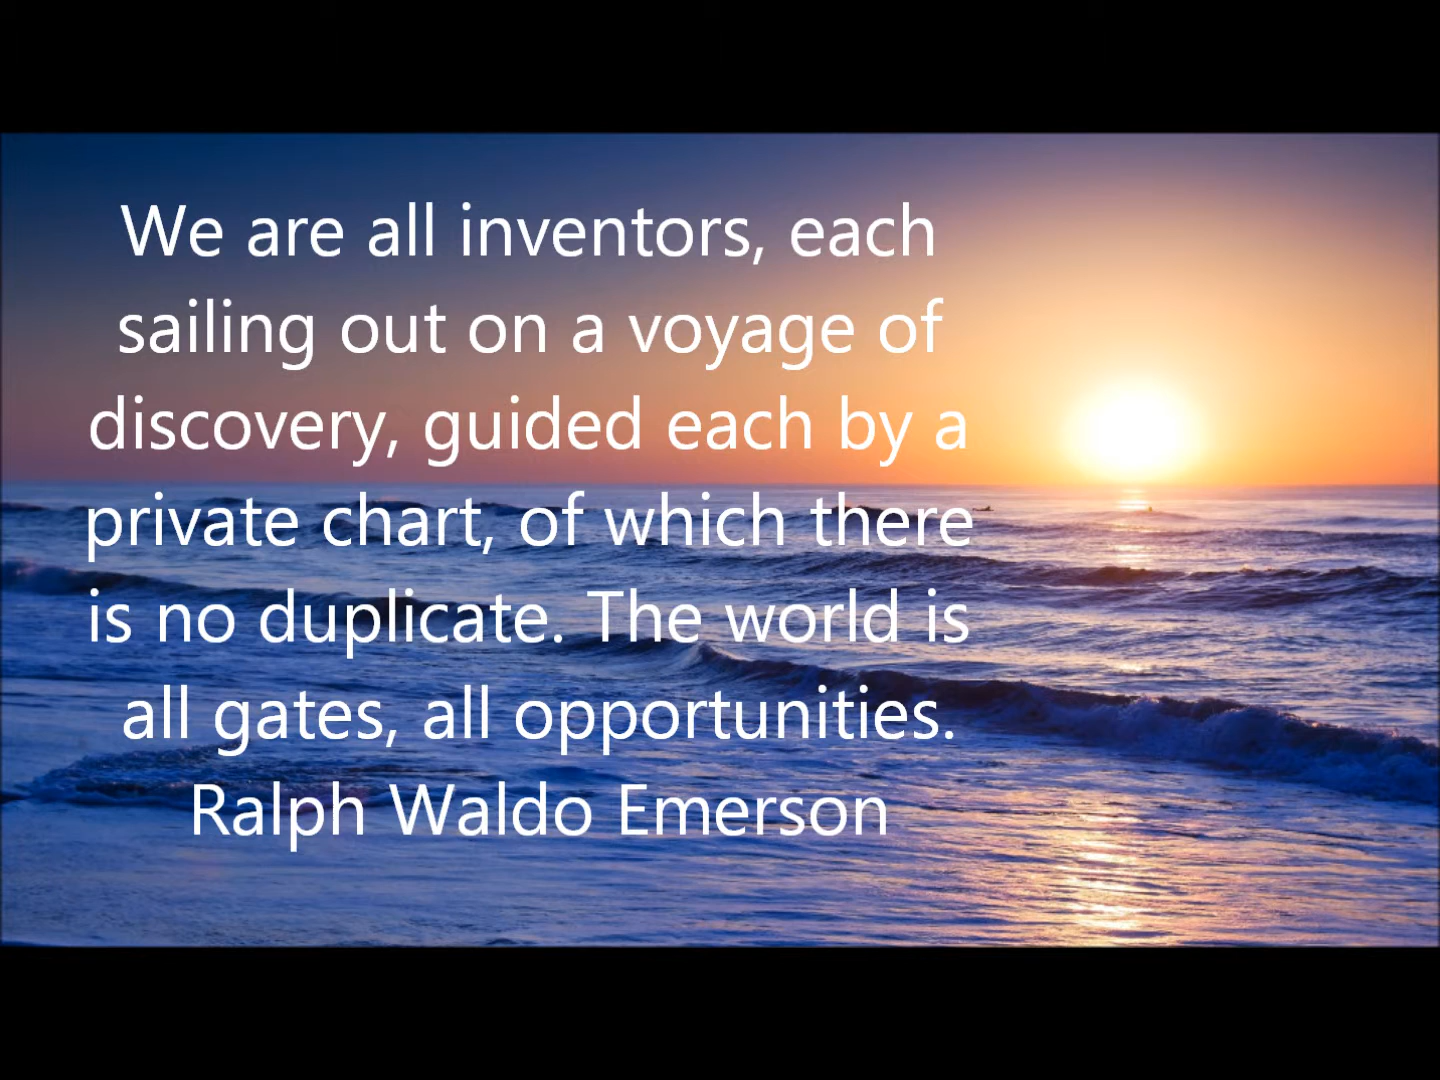 We are all inventors, each
sailing out on a voyage of
discovery, guided each by a
private chart, of which there
is no duplicate. The world is
all gates, all opportunities.
Ralph Waldo Emerson